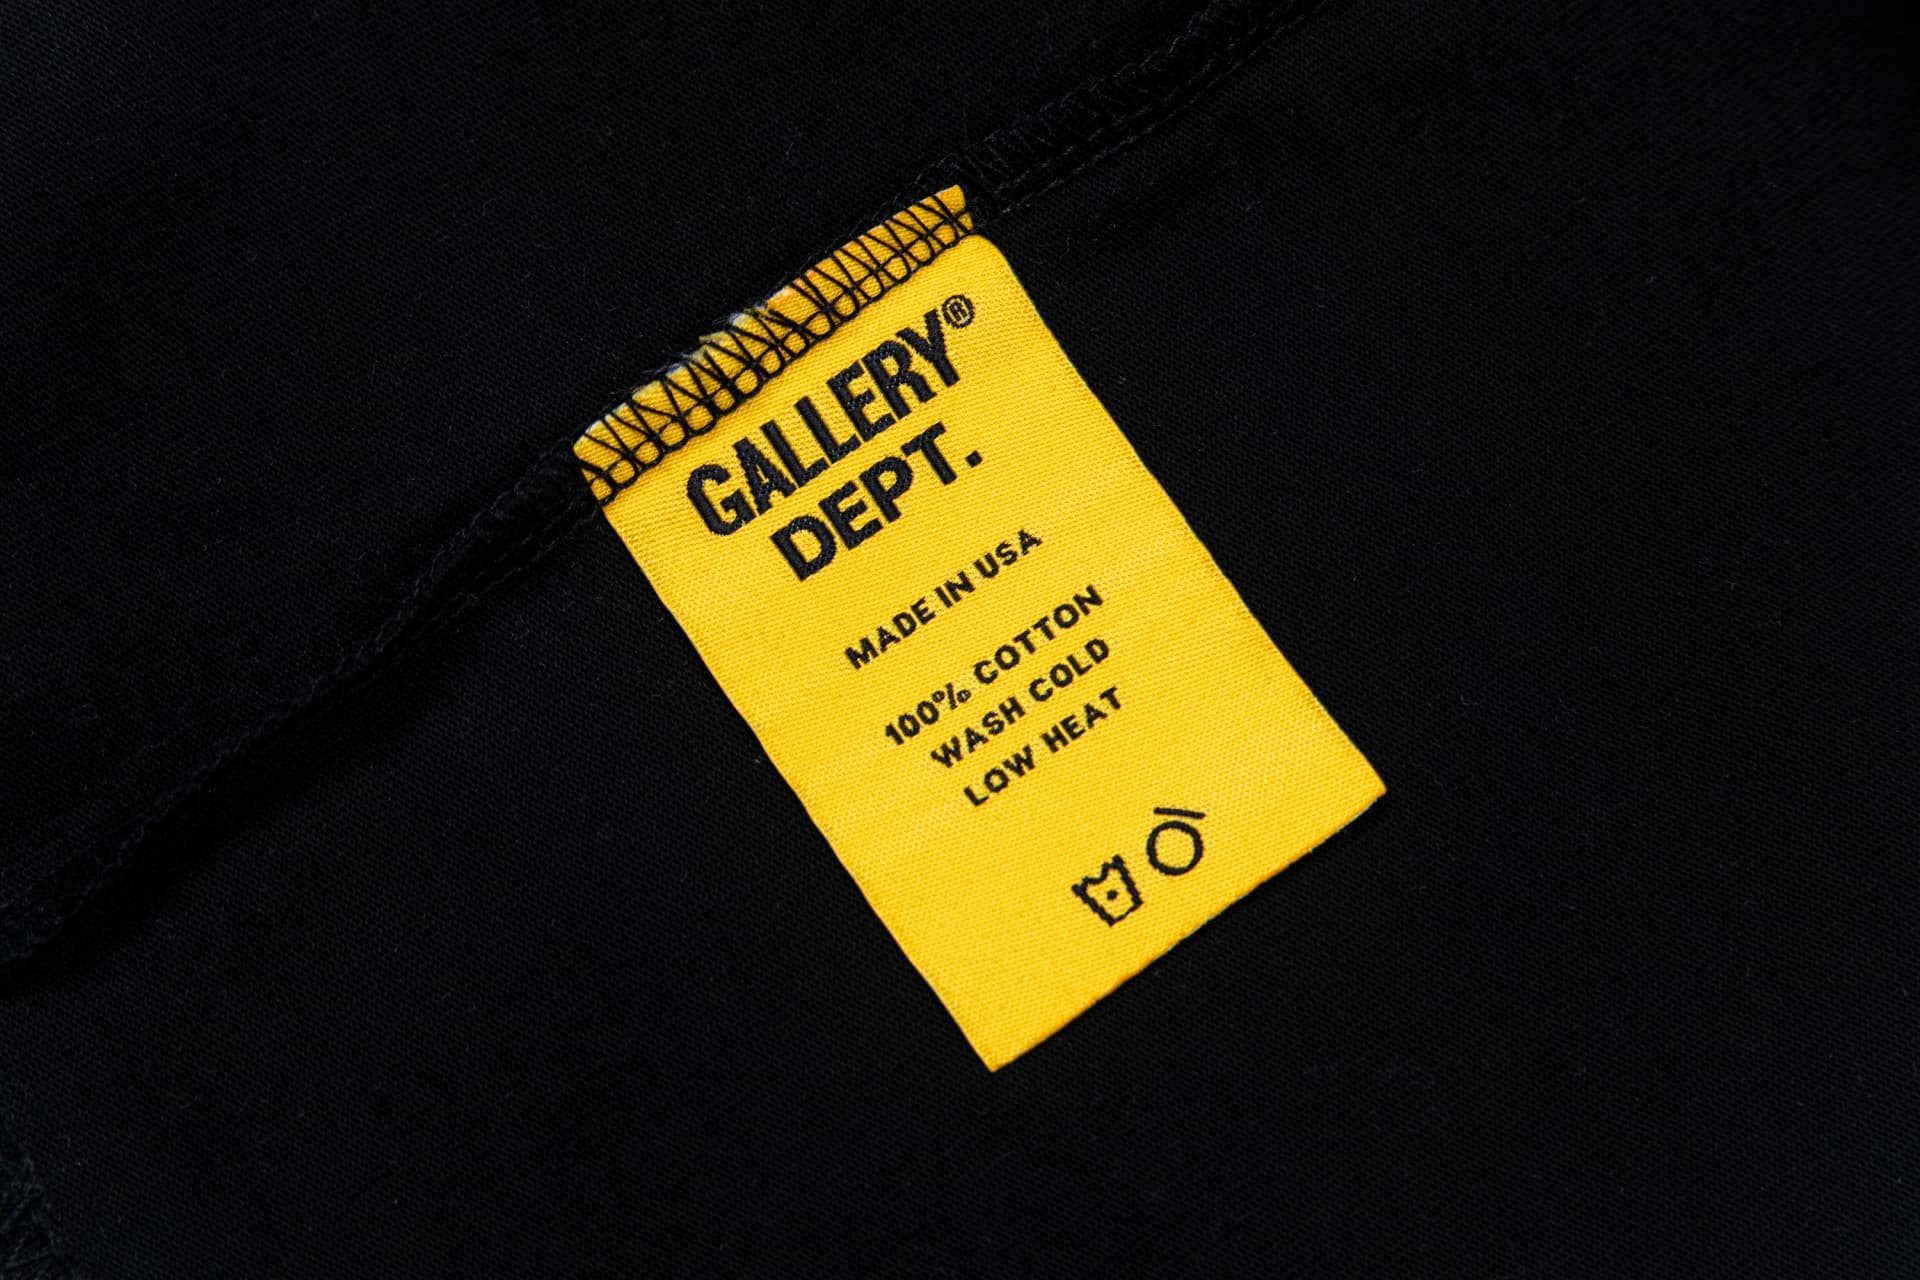 GALLERY®
DEPT.
MADE IN USA
100% COTTON
WASH COLD
LOW HEAT